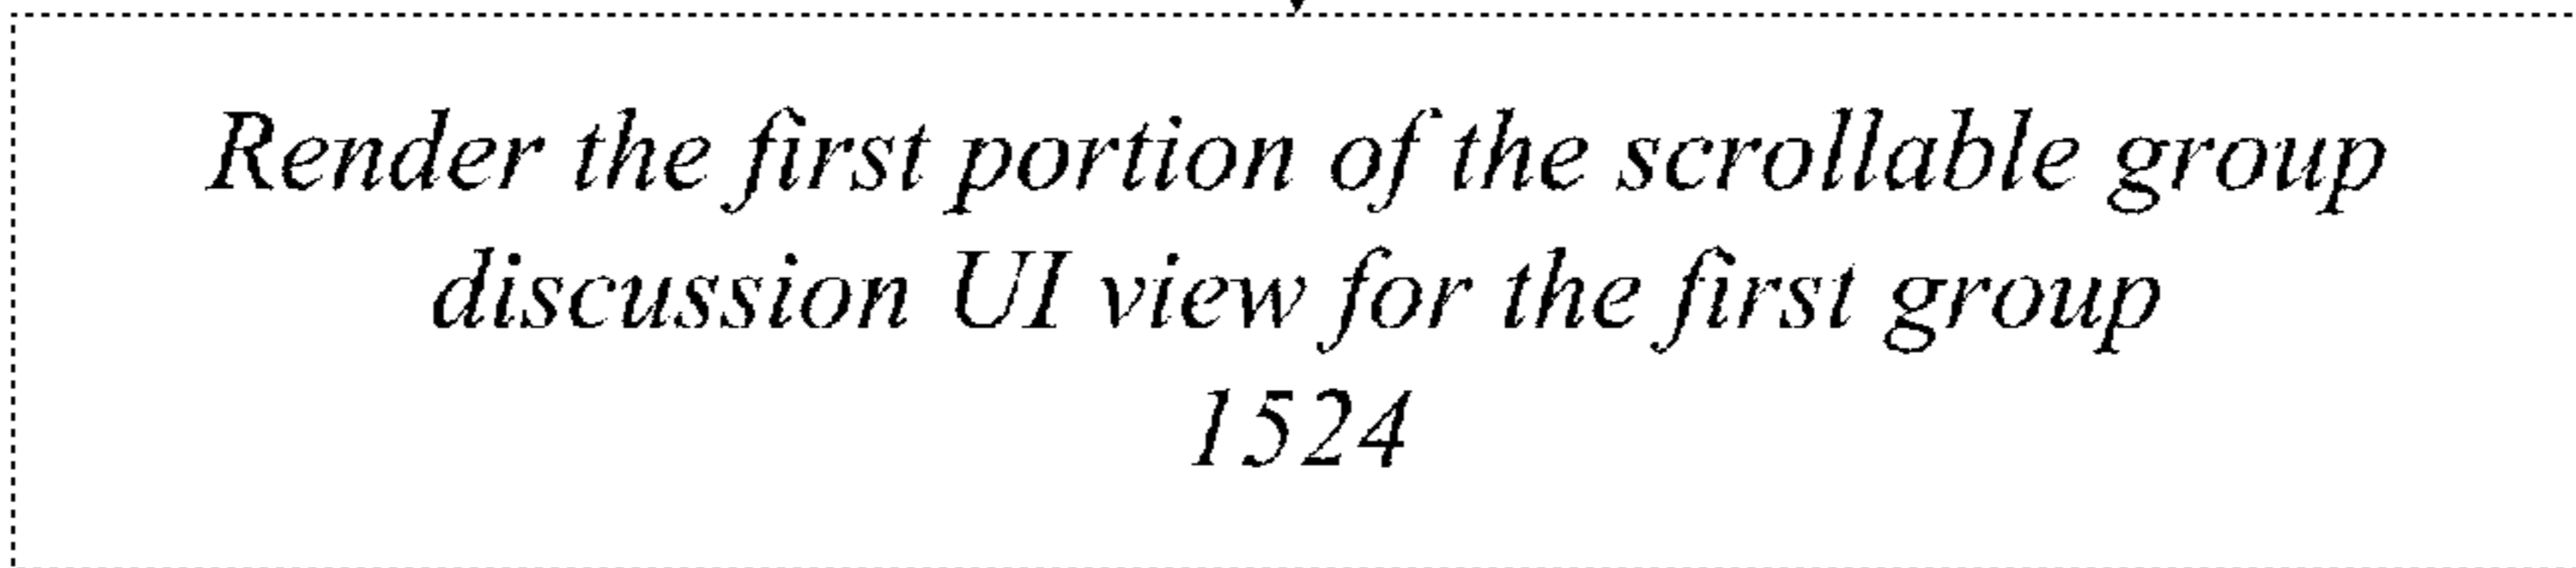 Render the first portion of the scrollable group
discussion UI view for the first group
1524